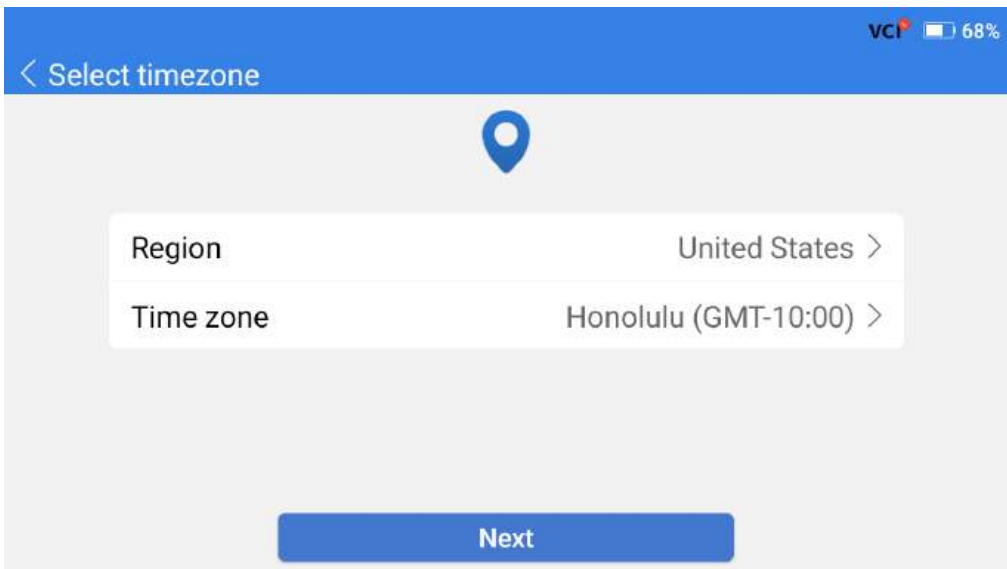 VCI 68%
Select timezone
Region United States
Time zone Honolulu (GMT-10:00)
Next